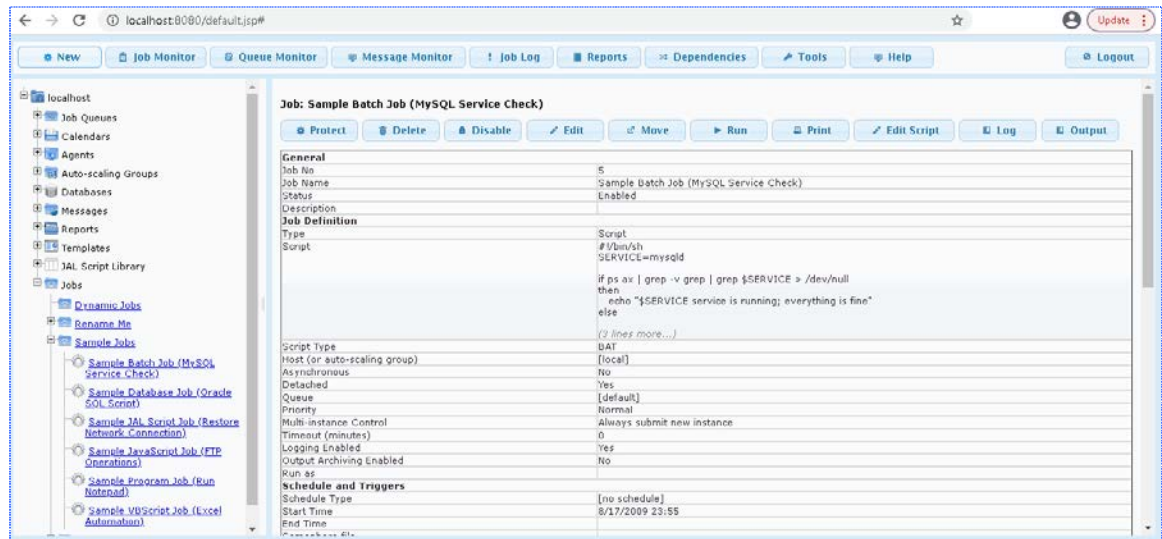 localhost:8080/default.jsp#
Update
New
Job Monitor
Queue Monitor
Message Monitor
Job Log
Reports
Dependencies
Tools
Help
Logout
localhost
Job Queues
Calendars
Agents
Auto-scaling Groups
Databases
Messages
Reports
Templates
JAL Script Library
Jobs
Dynamic Jobs
Rename Me
Sample Jobs
Sample Batch Job (MySQL
Service Check)
Sample Database Job (Oracle
SQL Script)
Sample JAL Script Job (Restore
Network Connection)
Sample JavaScript Job (FTP
Operations)
Sample Program Job (Run
Notepad)
Sample VBScript Job (Excel
Automation)
Job: Sample Batch Job (MySQL Service Check)
Protect
Delete
Disable
Edit
Move
Run
Print
Edit Script
Log
Output
General
Job No 5
Job Name Sample Batch Job (MySQL Service Check)
Status Enabled
Description
Job Definition
Type Script
Script #!/bin/sh
SERVICE=mysqld
if ps ax | grep -v grep | grep $SERVICE > /dev/null
then
echo "$SERVICE service is running; everything is fine"
else
(3 lines more...)
Script Type BAT
Host (or auto-scaling group) [local]
Asynchronous No
Detached Yes
Queue [default]
Priority Normal
Multi-instance Control Always submit new instance
Timeout (minutes) 0
Logging Enabled Yes
Output Archiving Enabled No
Run as
Schedule and Triggers
Schedule Type [no schedule]
Start Time 8/17/2009 23:55
End Time
Semaphore file